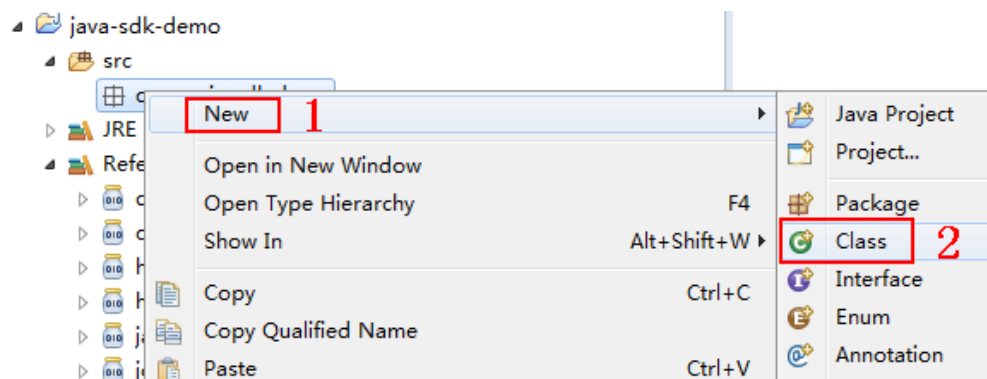 java-sdk-demo
src
New 1
Java Project
JRE
Project...
Refe
Open in New Window
Open Type Hierarchy F4
Package
Show In Alt+Shift+W
Class 2
Interface
Copy Ctrl+C
Enum
Copy Qualified Name
Annotation
Paste Ctrl+V